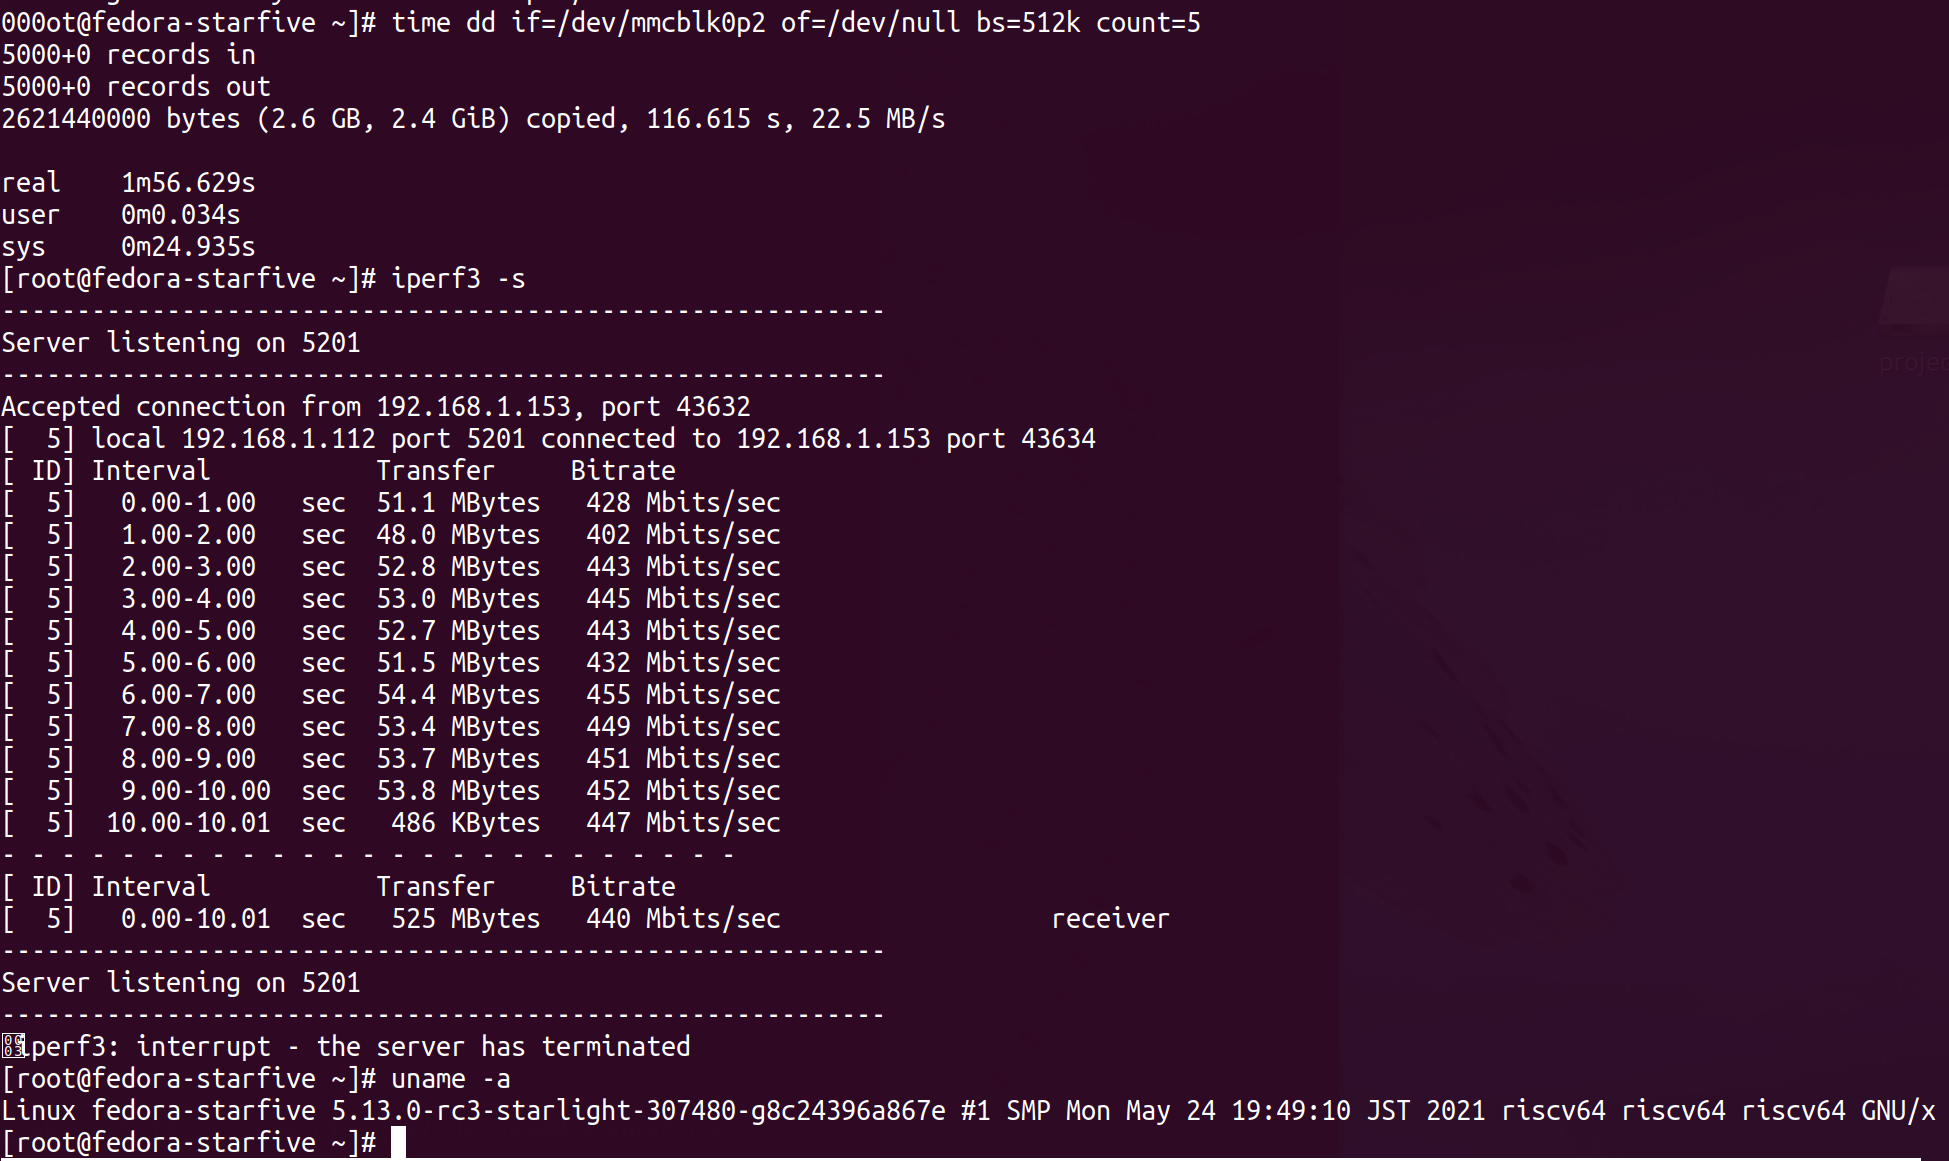 000ot@fedora-starfive ~]# time dd if=/dev/mmcblk0p2 of=/dev/null bs=512k count=5
5000+0 records in
5000+0 records out
2621440000 bytes (2.6 GB, 2.4 GiB) copied, 116.615 s, 22.5 MB/s

real    1m56.629s
user    0m0.034s
sys     0m24.935s
[root@fedora-starfive ~]# iperf3 -s
-----------------------------------------------------------
Server listening on 5201
-----------------------------------------------------------
Accepted connection from 192.168.1.153, port 43632
[  5] local 192.168.1.112 port 5201 connected to 192.168.1.153 port 43634
[ ID] Interval           Transfer     Bitrate
[  5]   0.00-1.00   sec  51.1 MBytes   428 Mbits/sec
[  5]   1.00-2.00   sec  48.0 MBytes   402 Mbits/sec
[  5]   2.00-3.00   sec  52.8 MBytes   443 Mbits/sec
[  5]   3.00-4.00   sec  53.0 MBytes   445 Mbits/sec
[  5]   4.00-5.00   sec  52.7 MBytes   443 Mbits/sec
[  5]   5.00-6.00   sec  51.5 MBytes   432 Mbits/sec
[  5]   6.00-7.00   sec  54.4 MBytes   455 Mbits/sec
[  5]   7.00-8.00   sec  53.4 MBytes   449 Mbits/sec
[  5]   8.00-9.00   sec  53.7 MBytes   451 Mbits/sec
[  5]   9.00-10.00  sec  53.8 MBytes   452 Mbits/sec
[  5]  10.00-10.01  sec   486 KBytes   447 Mbits/sec
- - - - - - - - - - - - - - - - - - - - - - - - -
[ ID] Interval           Transfer     Bitrate
[  5]   0.00-10.01  sec   525 MBytes   440 Mbits/sec                  receiver
-----------------------------------------------------------
Server listening on 5201
-----------------------------------------------------------
iperf3: interrupt - the server has terminated
[root@fedora-starfive ~]# uname -a
Linux fedora-starfive 5.13.0-rc3-starlight-307480-g8c24396a867e #1 SMP Mon May 24 19:49:10 JST 2021 riscv64 riscv64 riscv64 GNU/x
[root@fedora-starfive ~]#
projec